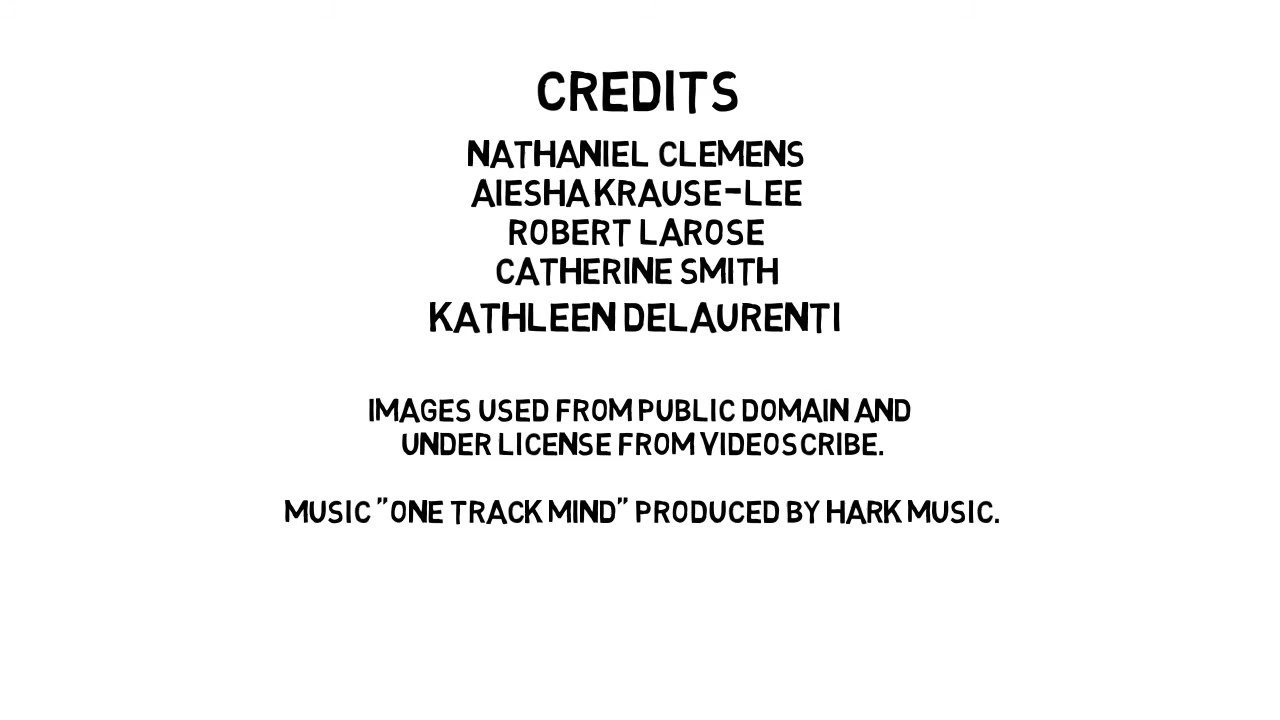 CREDITS
NATHANIEL CLEMENS
AIESHA KRAUSE-LEE
ROBERT LAROSE
CATHERINE SMITH
KATHLEEN DELAURENTI
IMAGES USED FROM PUBLIC DOMAIN AND
UNDER LICENSE FROM VIDEOSCRIBE.
MUSIC "ONE TRACK MIND" PRODUCED BY HARK MUSIC.